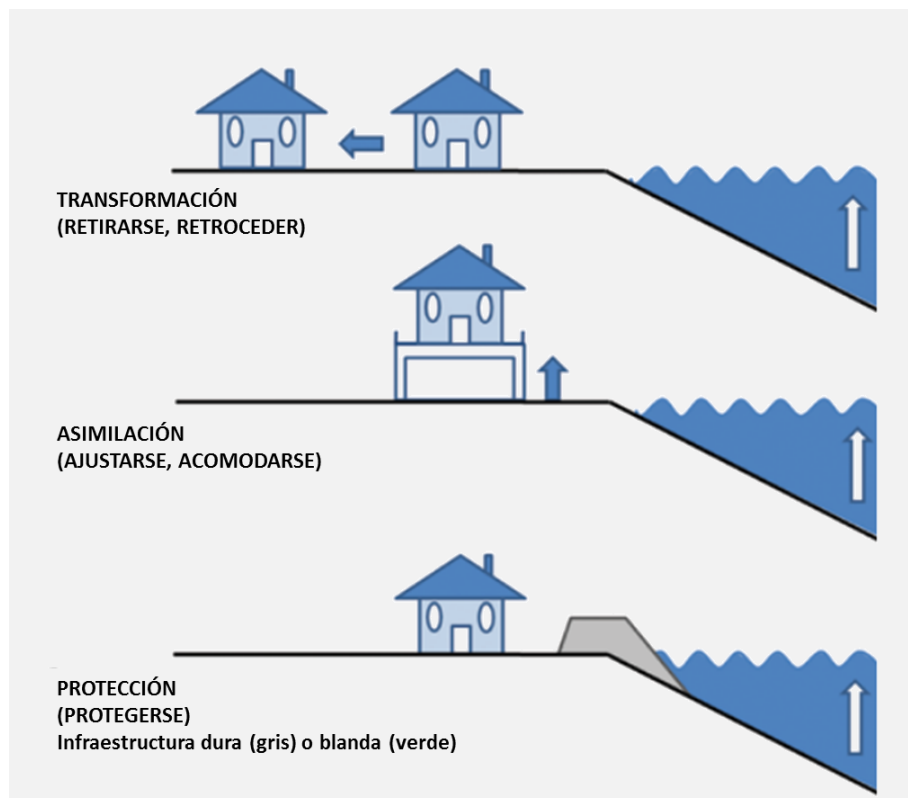 TRANSFORMACIÓN
(RETIRARSE, RETROCEDER)
ASIMILACIÓN
(AJUSTARSE, ACOMODARSE)
PROTECCIÓN
(PROTEGERSE)
Infraestructura dura (gris) o blanda (verde)